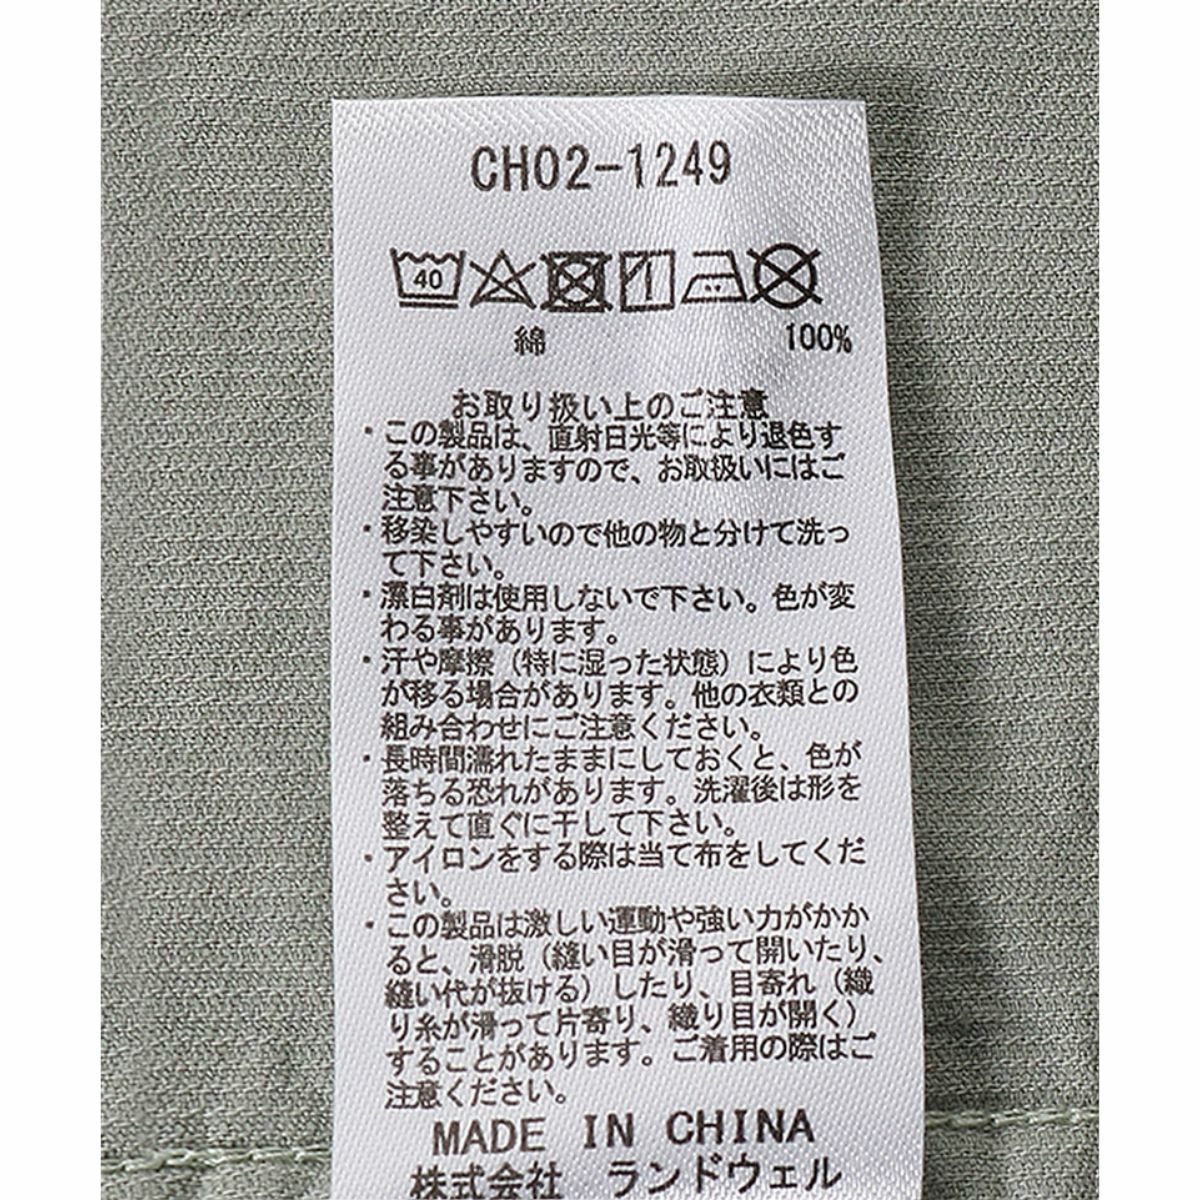 CH02-1249
40
綿 100%
お取り扱い上のご注意
・この製品は、直射日光等により退色す
る事がありますので、お取扱いにはご
注意下さい。
・移染しやすいので他の物と分けて洗っ
て下さい。
・漂白剤は使用しないで下さい。色が変
わる事があります。
・汗や摩擦(特に湿った状態)により色
が移る場合があります。他の衣類との
組み合わせにご注意ください。
・長時間濡れたままにしておくと、色が
落ちる恐れがあります。洗濯後は形を
整えて直ぐに干して下さい。
・アイロンをする際は当て布をしてくだ
さい。
・この製品は激しい運動や強い力がかか
ると、滑脱(縫い目が滑って開いたり、
縫い代が抜ける)したり、目寄れ(織
り糸が滑って片寄り、織り目が開く)
することがあります。ご着用の際はご
注意ください。
MADE IN CHINA
株式会社 ランドウェル